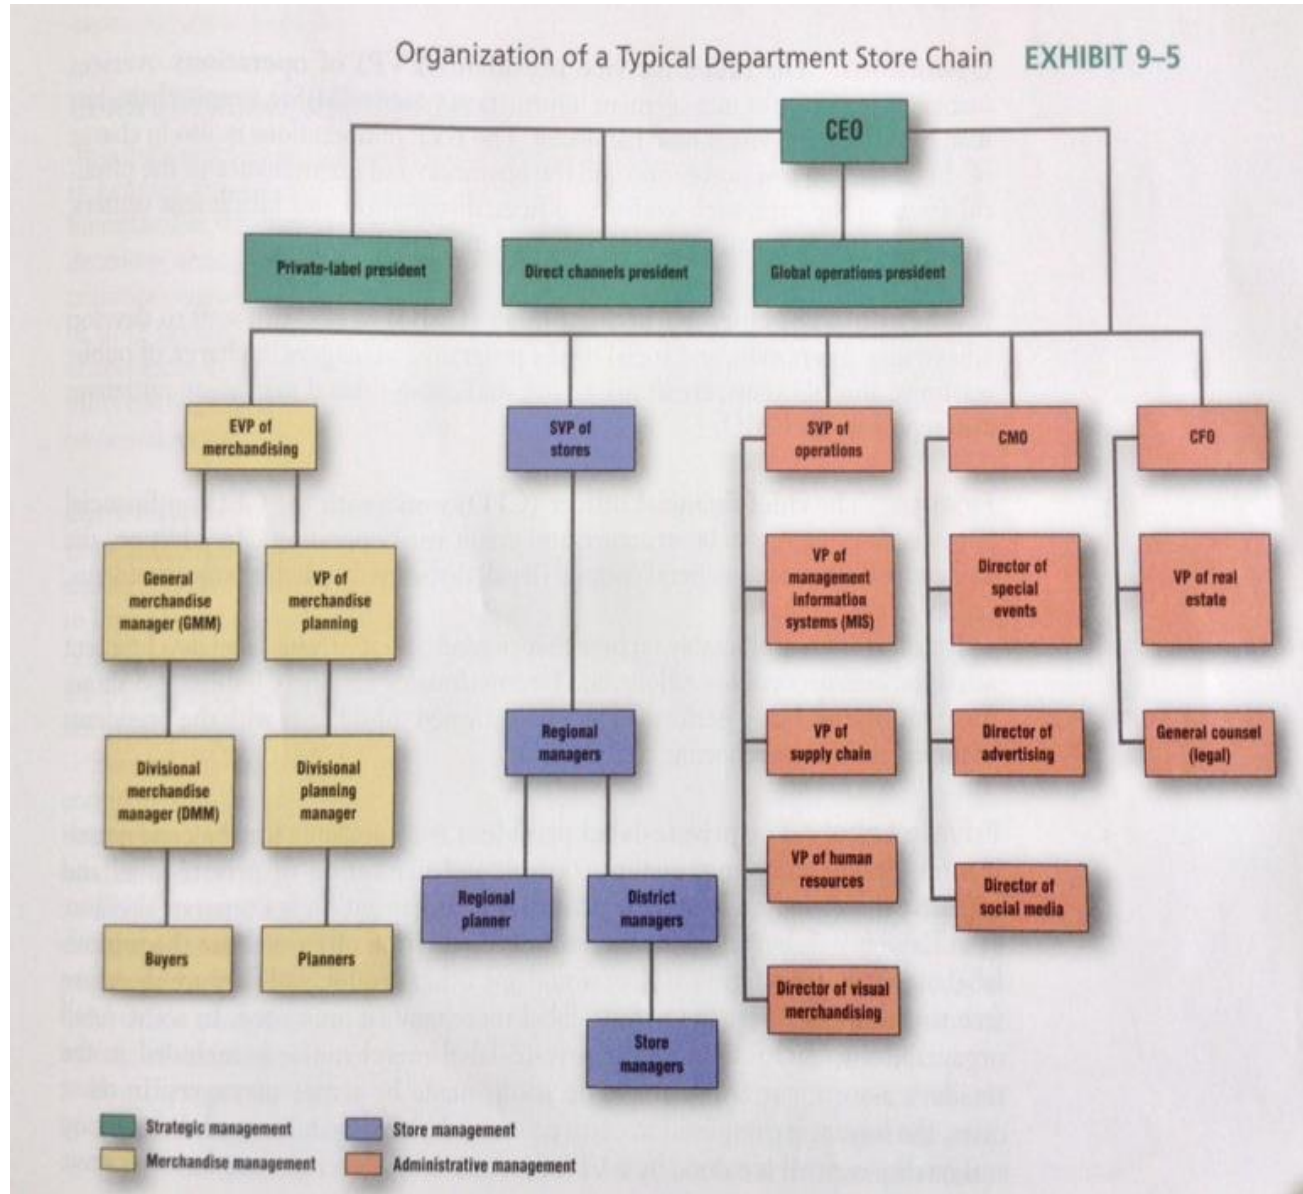 Organization of a Typical Department Store Chain EXHIBIT 9–5
CEO
Private-label president
Direct channels president
Global operations president
EVP of
merchandising
SVP of
stores
SVP of
operations
CMO
CFO
General
merchandise
manager (GMM)
VP of
merchandise
planning
VP of
management
information
systems (MIS)
Director of
special
events
VP of real
estate
Divisional
merchandise
manager (DMM)
Divisional
planning
manager
Regional
managers
VP of
supply chain
Director of
advertising
General counsel
(legal)
Buyers
Planners
Regional
planner
District
managers
VP of human
resources
Director of
social media
Store
managers
Director of visual
merchandising
Strategic management
Merchandise management
Store management
Administrative management